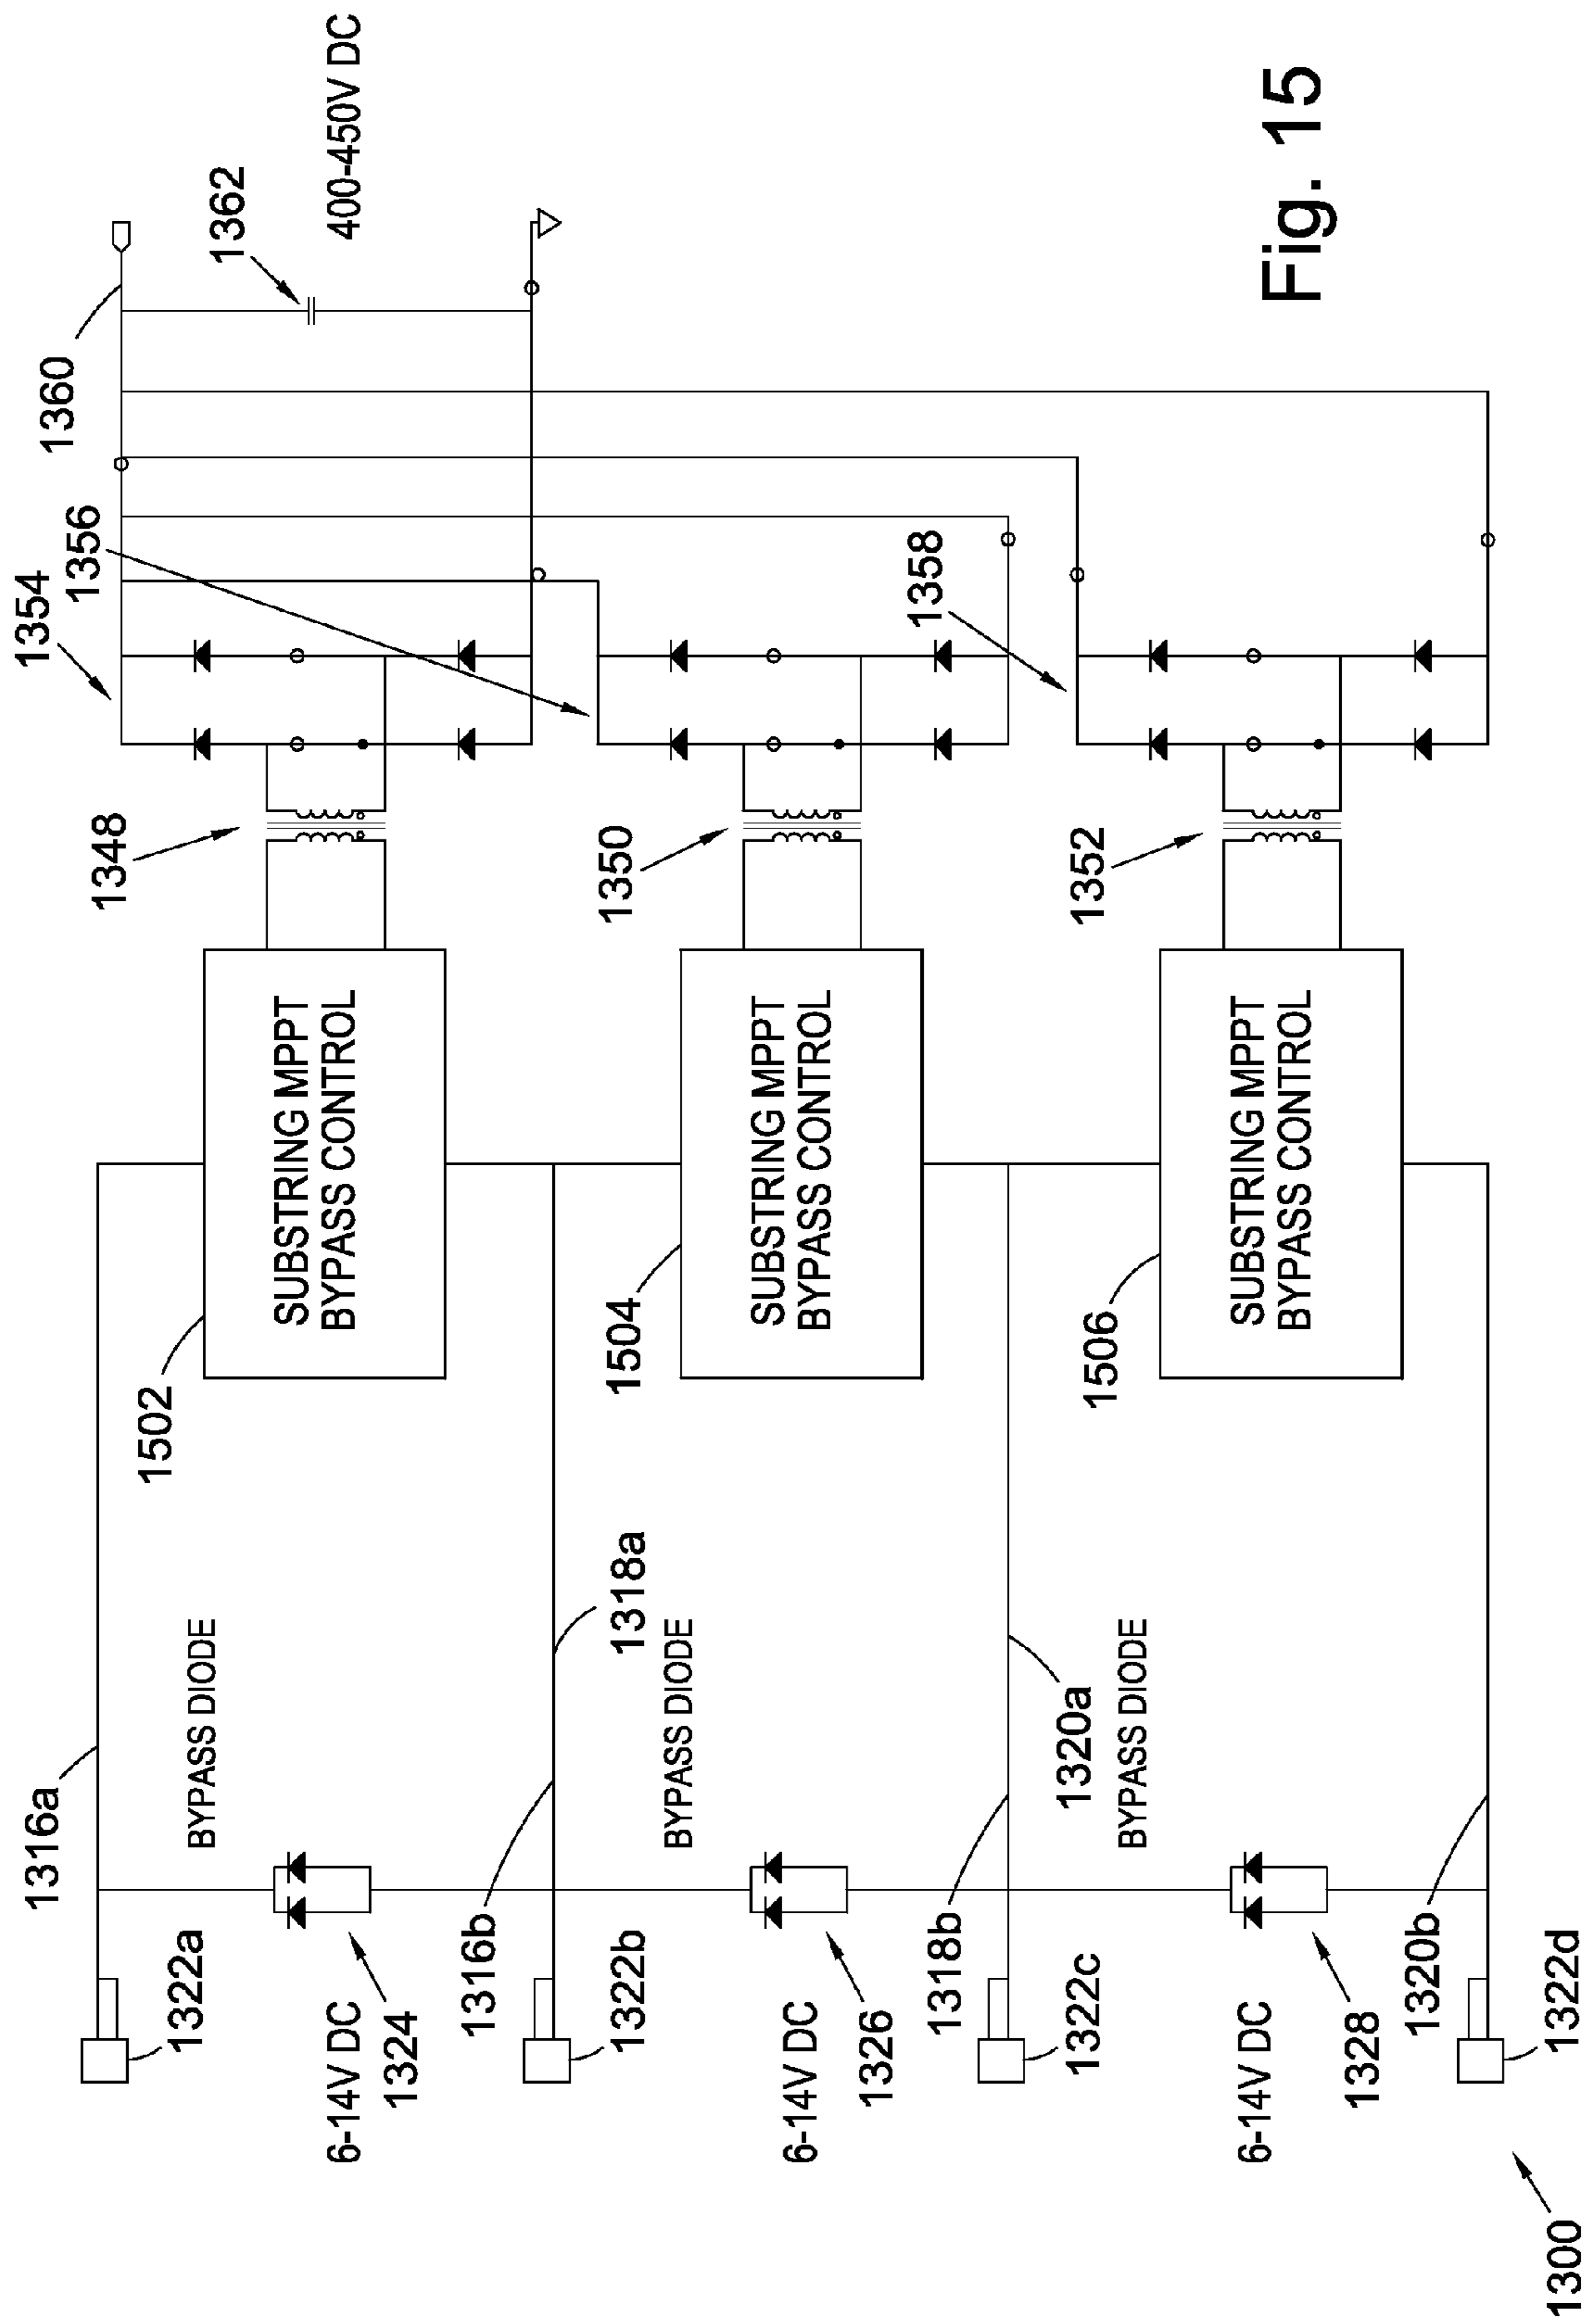 1300
1322a
1322b
1322c
1322d
6-14V DC
1324
6-14V DC
1326
6-14V DC
1328
1316a
BYPASS DIODE
1316b
1318a
BYPASS DIODE
1318b
1320a
BYPASS DIODE
1320b
1502
SUBSTRING MPPT
BYPASS CONTROL
1504
SUBSTRING MPPT
BYPASS CONTROL
1506
SUBSTRING MPPT
BYPASS CONTROL
1348
1350
1352
1354
1356
1358
1360
1362
400-450V DC
Fig. 15